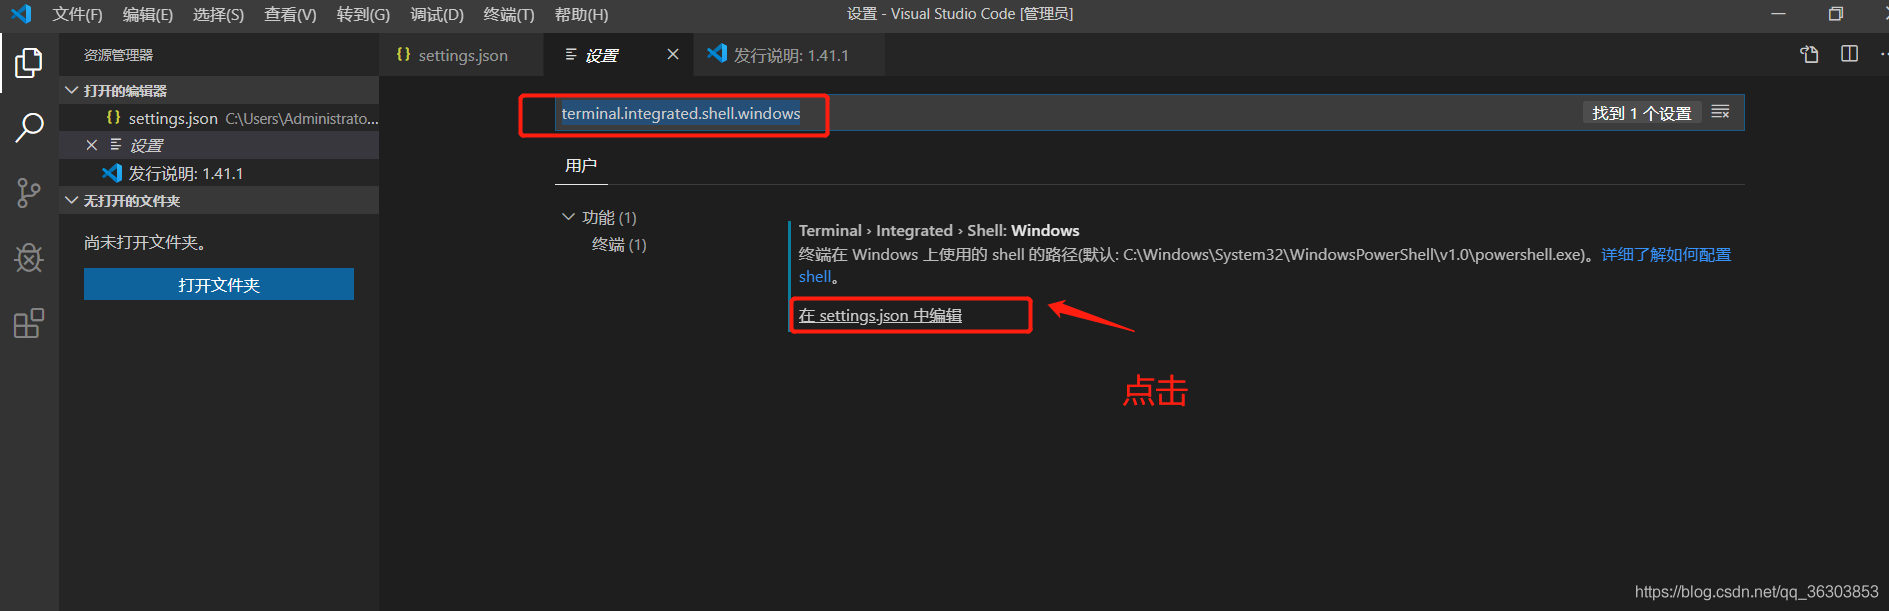 文件(F) 编辑(E) 选择(S) 查看(V) 转到(G) 调试(D) 终端(T) 帮助(H) 设置 - Visual Studio Code [管理员]
资源管理器
{} settings.json 设置 发行说明: 1.41.1
打开的编辑器
{} settings.json C:\Users\Administrato...
设置
发行说明: 1.41.1
无打开的文件夹
尚未打开文件夹。
打开文件夹
terminal.integrated.shell.windows 找到 1 个设置
用户
功能 (1)
终端 (1)
Terminal › Integrated › Shell: Windows
终端在 Windows 上使用的 shell 的路径(默认: C:\Windows\System32\WindowsPowerShell\v1.0\powershell.exe)。详细了解如何配置
shell。
在 settings.json 中编辑
点击
https://blog.csdn.net/qq_36303853